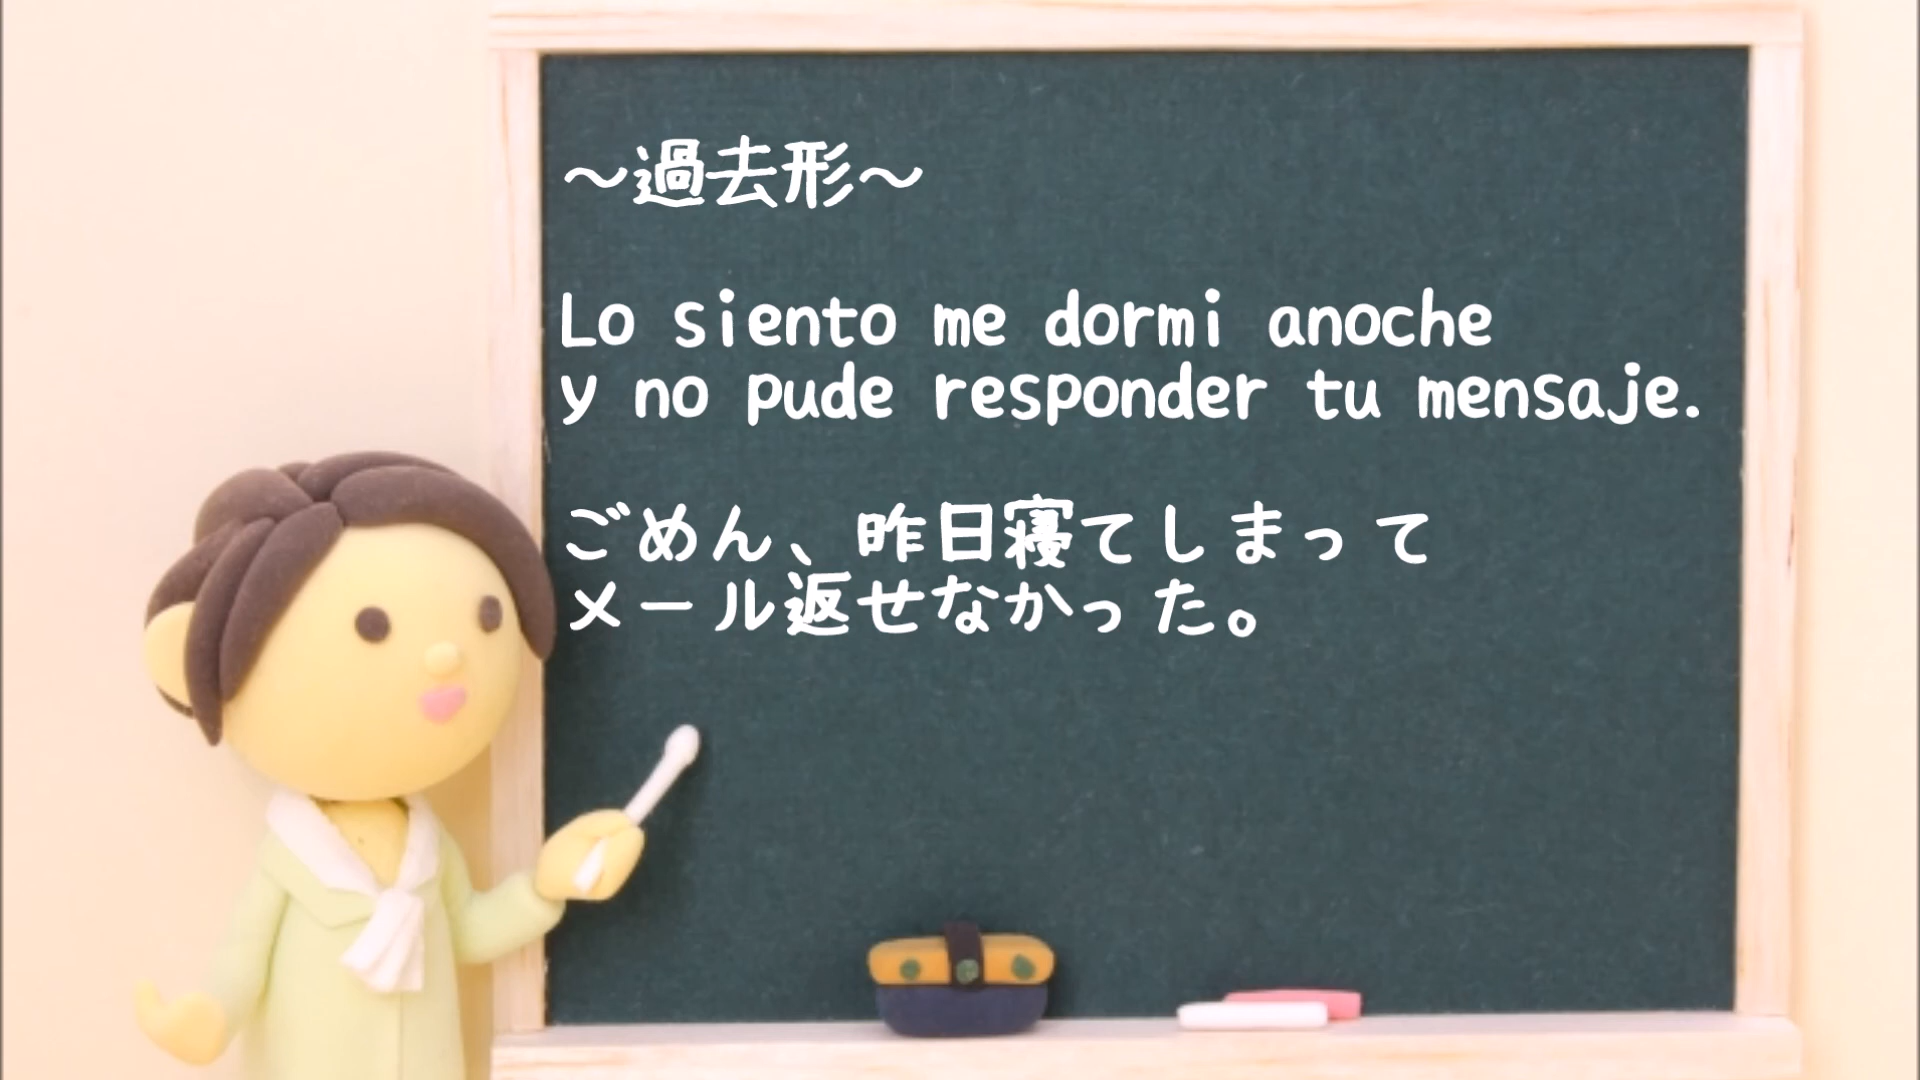 ～過去形～
Lo siento me dormi anoche
y no pude responder tu mensaje.
ごめん、昨日寝てしまって
メール返せなかった。